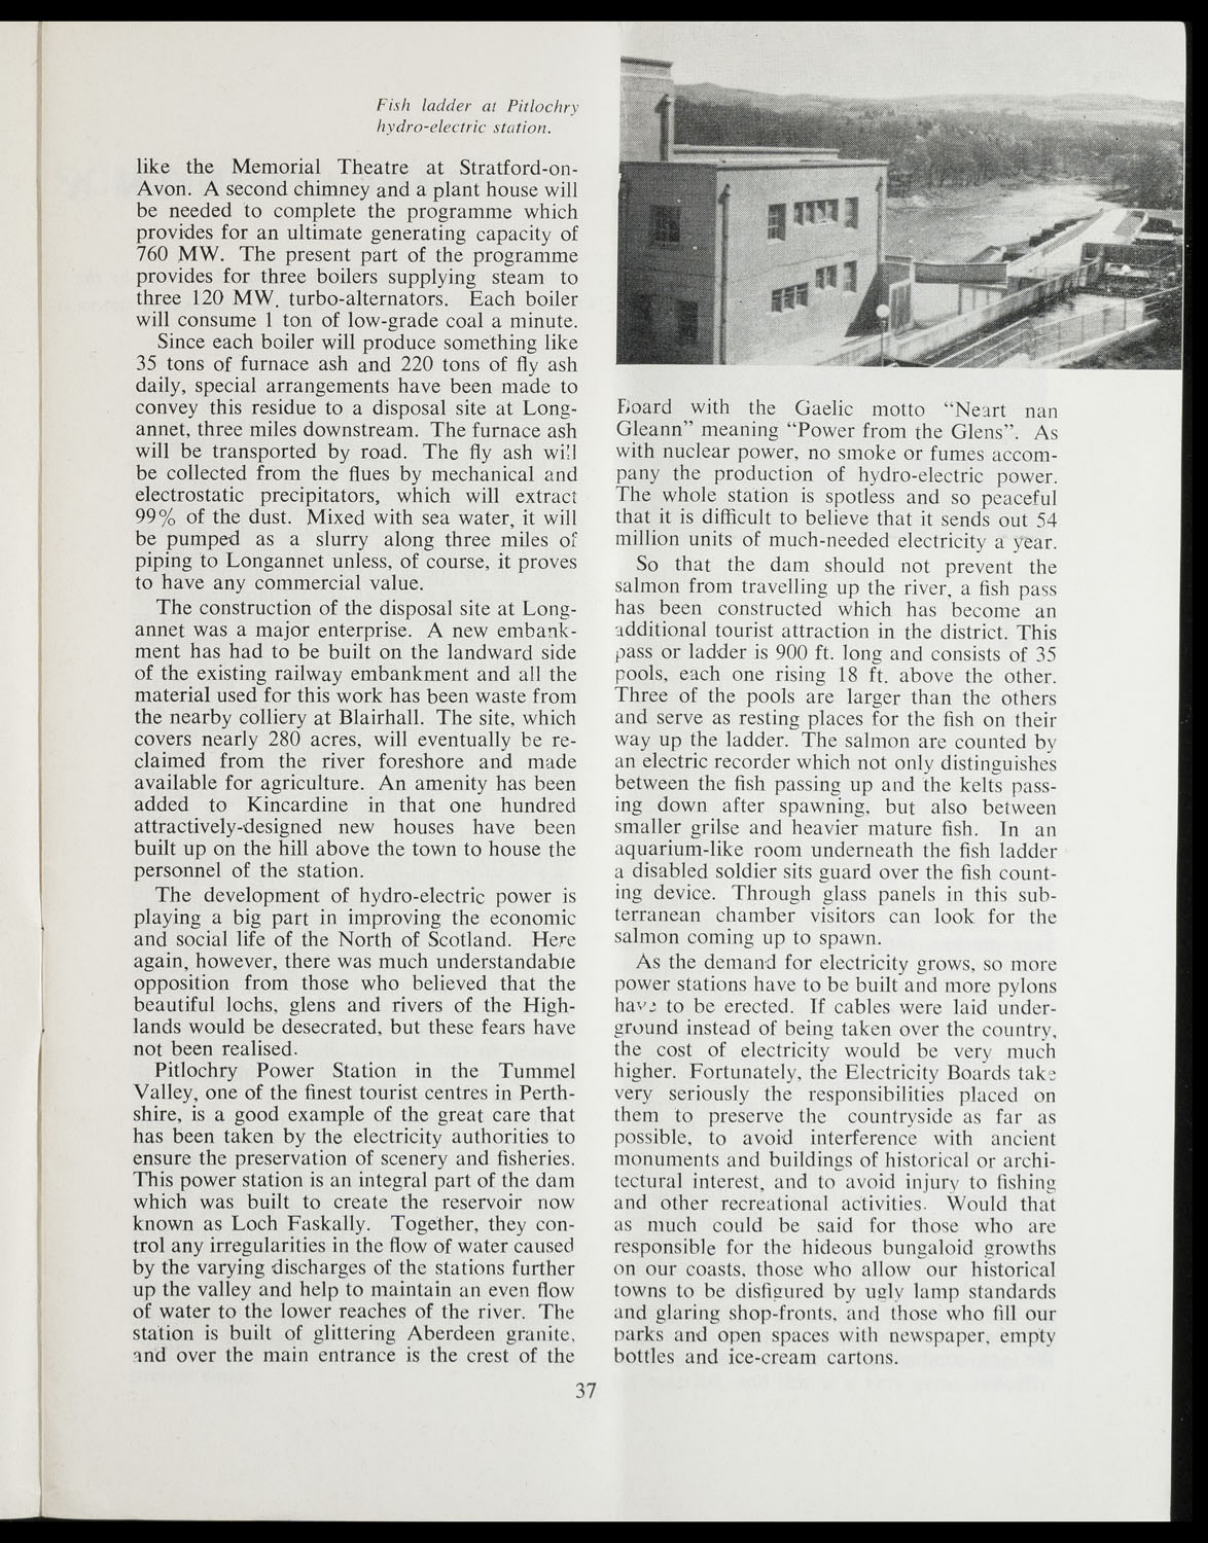 Fish ladder at Pitlochry
hydro-electric station.
like the Memorial Theatre at Stratford-on-
Avon. A second chimney and a plant house will
be needed to complete the programme which
provides for an ultimate generating capacity of
760 MW. The present part of the programme
provides for three boilers supplying steam to
three 120 MW. turbo-alternators. Each boiler
will consume 1 ton of low-grade coal a minute.
Since each boiler will produce something like
35 tons of furnace ash and 220 tons of fly ash
daily, special arrangements have been made to
convey this residue to a disposal site at Long-
annet, three miles downstream. The furnace ash
will be transported by road. The fly ash will
be collected from the flues by mechanical and
electrostatic precipitators, which will extract
99% of the dust. Mixed with sea water, it will
be pumped as a slurry along three miles of
piping to Longannet unless, of course, it proves
to have any commercial value.
The construction of the disposal site at Long-
annet was a major enterprise. A new embank-
ment has had to be built on the landward side
of the existing railway embankment and all the
material used for this work has been waste from
the nearby colliery at Blairhall. The site, which
covers nearly 280 acres, will eventually be re-
claimed from the river foreshore and made
available for agriculture. An amenity has been
added to Kincardine in that one hundred
attractively-designed new houses have been
built up on the hill above the town to house the
personnel of the station.
The development of hydro-electric power is
playing a big part in improving the economic
and social life of the North of Scotland. Here
again, however, there was much understandable
opposition from those who believed that the
beautiful lochs, glens and rivers of the High-
lands would be desecrated, but these fears have
not been realised.
Pitlochry Power Station in the Tummel
Valley, one of the finest tourist centres in Perth-
shire, is a good example of the great care that
has been taken by the electricity authorities to
ensure the preservation of scenery and fisheries.
This power station is an integral part of the dam
which was built to create the reservoir now
known as Loch Faskally. Together, they con-
trol any irregularities in the flow of water caused
by the varying discharges of the stations further
up the valley and help to maintain an even flow
of water to the lower reaches of the river. The
station is built of glittering Aberdeen granite,
and over the main entrance is the crest of the
Board with the Gaelic motto “Neart nan
Gleann” meaning “Power from the Glens”. As
with nuclear power, no smoke or fumes accom-
pany the production of hydro-electric power.
The whole station is spotless and so peaceful
that it is difficult to believe that it sends out 54
million units of much-needed electricity a year.
So that the dam should not prevent the
salmon from travelling up the river, a fish pass
has been constructed which has become an
additional tourist attraction in the district. This
pass or ladder is 900 ft. long and consists of 35
pools, each one rising 18 ft. above the other.
Three of the pools are larger than the others
and serve as resting places for the fish on their
way up the ladder. The salmon are counted by
an electric recorder which not only distinguishes
between the fish passing up and the kelts pass-
ing down after spawning, but also between
smaller grilse and heavier mature fish. In an
aquarium-like room underneath the fish ladder
a disabled soldier sits guard over the fish count-
ing device. Through glass panels in this sub-
terranean chamber visitors can look for the
salmon coming up to spawn.
As the demand for electricity grows, so more
power stations have to be built and more pylons
have to be erected. If cables were laid under-
ground instead of being taken over the country,
the cost of electricity would be very much
higher. Fortunately, the Electricity Boards take
very seriously the responsibilities placed on
them to preserve the countryside as far as
possible, to avoid interference with ancient
monuments and buildings of historical or archi-
tectural interest, and to avoid injury to fishing
and other recreational activities. Would that
as much could be said for those who are
responsible for the hideous bungaloid growths
on our coasts, those who allow our historical
towns to be disfigured by ugly lamp standards
and glaring shop-fronts, and those who fill our
parks and open spaces with newspaper, empty
bottles and ice-cream cartons.
37